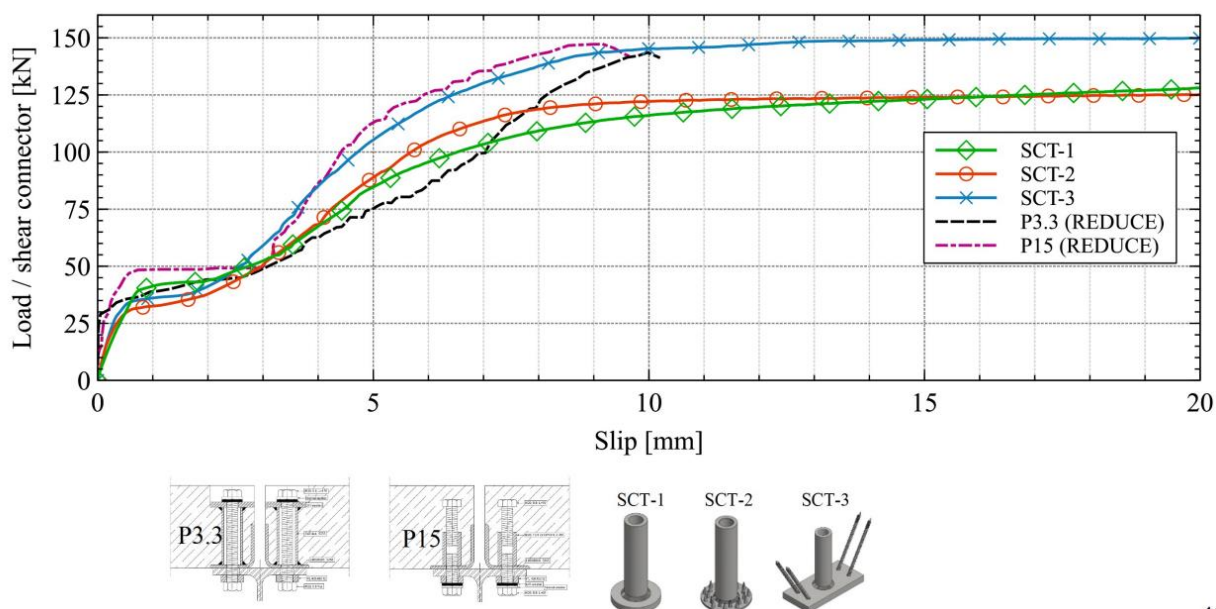 Load / shear connector [kN]
150
125
100
75
50
25
0
0 5 10 15 20
Slip [mm]
SCT-1
SCT-2
SCT-3
P3.3 (REDUCE)
P15 (REDUCE)
P3.3
P15
SCT-1
SCT-2
SCT-3